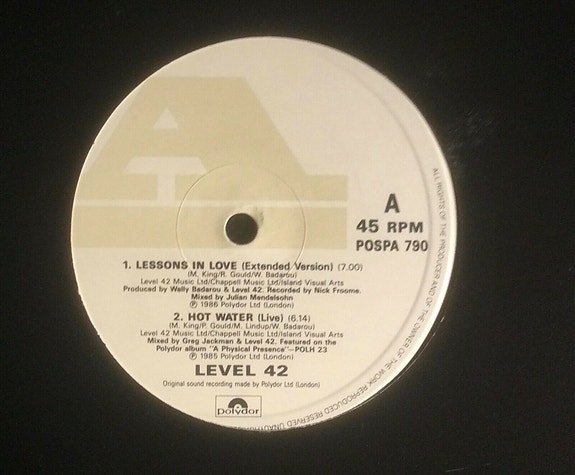 A
A
45 RPM
POSPA 790
1. LESSONS IN LOVE (Extended Version) (7.00)
(M. King/R. Gould/W. Badarou)
Level 42 Music Ltd/Chappell Music Ltd/Island Visual Arts
Produced by Wally Badarou & Level 42. Recorded by Nick Froome.
Mixed by Julian Mendelsohn
Ⓟ 1986 Polydor Ltd (London)
2. HOT WATER (Live) (6.14)
(M. King/P. Gould/M. Lindup/W. Badarou)
Level 42 Music Ltd/Chappell Music Ltd/Island Visual Arts
Mixed by Greg Jackman & Level 42. Featured on the
Polydor album "A Physical Presence"–POLH 23
Ⓟ 1985 Polydor Ltd (London)
LEVEL 42
Original sound recording made by Polydor Ltd (London)
polydor
ALL RIGHTS OF THE PRODUCER AND OF THE OWNER OF THE WORK REPRODUCED RESERVED